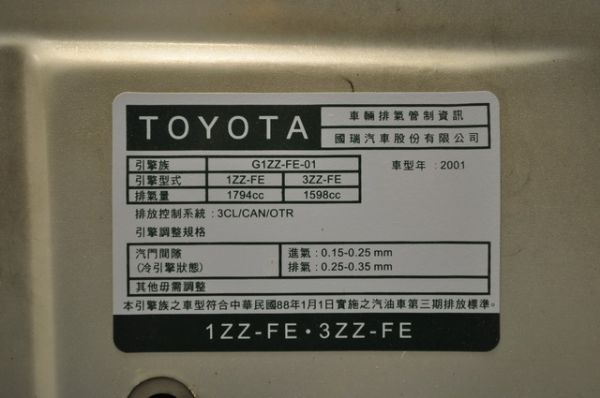 TOYOTA
車輛排氣管制資訊
國瑞汽車股份有限公司
引擎族 G1ZZ-FE-01
車型年：2001
引擎型式 1ZZ-FE 3ZZ-FE
排氣量 1794cc 1598cc
排放控制系統：3CL/CAN/OTR
引擎調整規格
汽門間隙 進氣：0.15-0.25 mm
(冷引擎狀態) 排氣：0.25-0.35 mm
其他毋需調整
本引擎族之車型符合中華民國88年1月1日實施之汽油車第三期排放標準。
1ZZ-FE・3ZZ-FE